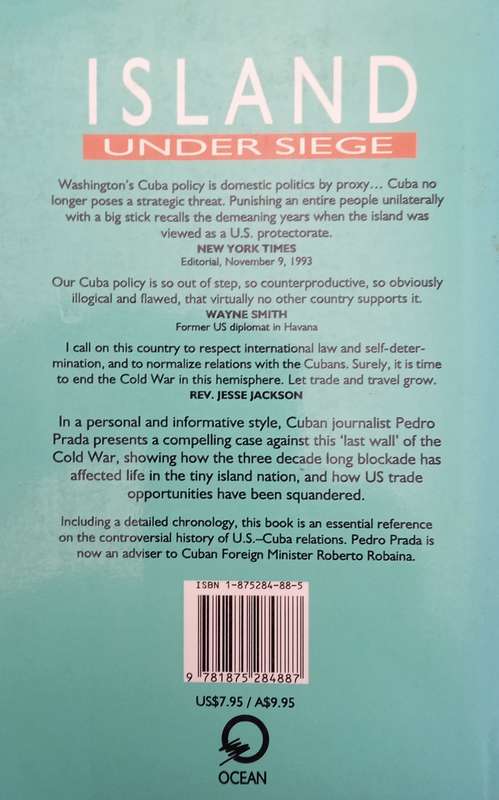 ISLAND
UNDER SIEGE
Washington's Cuba policy is domestic politics by proxy... Cuba no
longer poses a strategic threat. Punishing an entire people unilaterally
with a big stick recalls the demeaning years when the island was
viewed as a U.S. protectorate.
NEW YORK TIMES
Editorial, November 9, 1993
Our Cuba policy is so out of step, so counterproductive, so obviously
illogical and flawed, that virtually no other country supports it.
WAYNE SMITH
Former US diplomat in Havana
I call on this country to respect international law and self-deter-
mination, and to normalize relations with the Cubans. Surely, it is time
to end the Cold War in this hemisphere. Let trade and travel grow.
REV. JESSE JACKSON
In a personal and informative style, Cuban journalist Pedro
Prada presents a compelling case against this 'last wall' of the
Cold War, showing how the three decade long blockade has
affected life in the tiny island nation, and how US trade
opportunities have been squandered.
Including a detailed chronology, this book is an essential reference
on the controversial history of U.S.–Cuba relations. Pedro Prada is
now an adviser to Cuban Foreign Minister Roberto Robaina.
ISBN 1-875284-88-5
9 781875 284887
US$7.95 / A$9.95
OCEAN